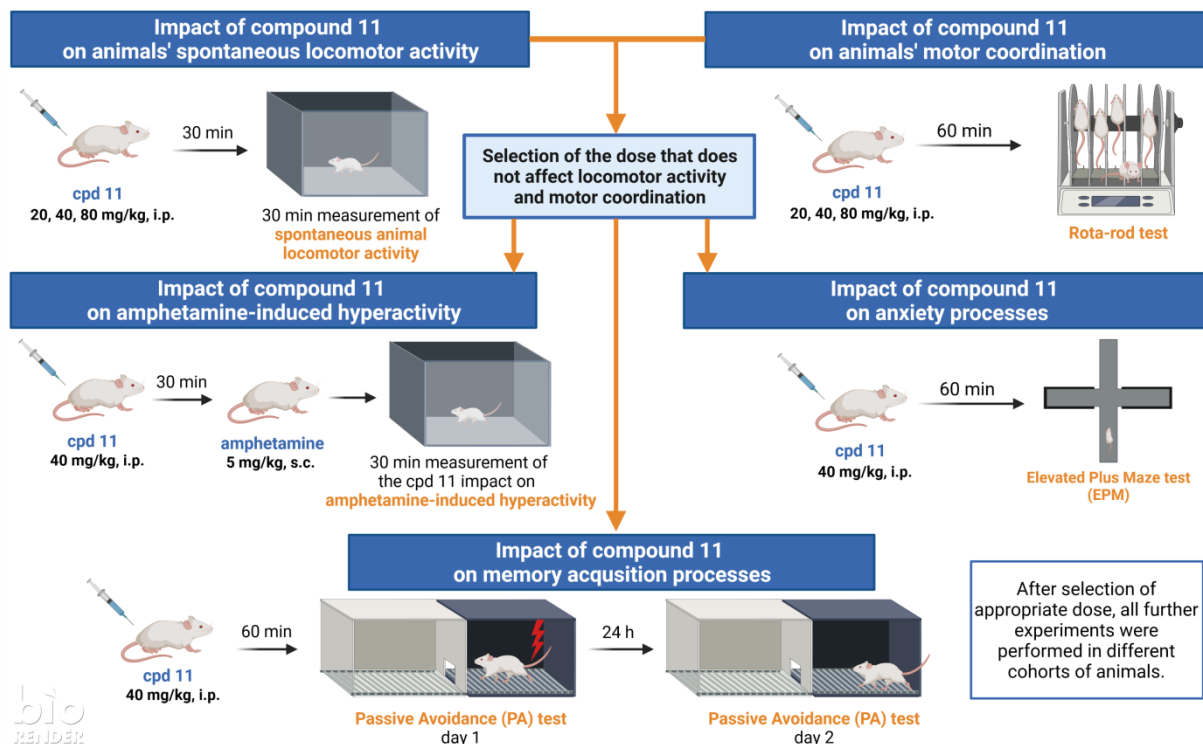 Impact of compound 11
on animals' spontaneous locomotor activity
Impact of compound 11
on animals' motor coordination
30 min
cpd 11
20, 40, 80 mg/kg, i.p.
30 min measurement of
spontaneous animal
locomotor activity
Selection of the dose that does
not affect locomotor activity
and motor coordination
60 min
cpd 11
20, 40, 80 mg/kg, i.p.
Rota-rod test
Impact of compound 11
on amphetamine-induced hyperactivity
Impact of compound 11
on anxiety processes
30 min
cpd 11
40 mg/kg, i.p.
amphetamine
5 mg/kg, s.c.
30 min measurement of
the cpd 11 impact on
amphetamine-induced hyperactivity
60 min
cpd 11
40 mg/kg, i.p.
Elevated Plus Maze test
(EPM)
Impact of compound 11
on memory acqusition processes
60 min
cpd 11
40 mg/kg, i.p.
24 h
Passive Avoidance (PA) test
day 1
Passive Avoidance (PA) test
day 2
After selection of
appropriate dose, all further
experiments were
performed in different
cohorts of animals.
bio
RENDER